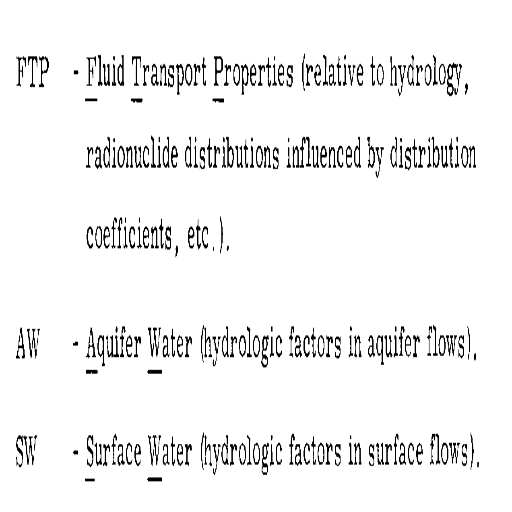 FTP - Fluid Transport Properties (relative to hydrology,
radionuclide distributions influenced by distribution
coefficients, etc.).
AW - Aquifer Water (hydrologic factors in aquifer flows).
SW - Surface Water (hydrologic factors in surface flows).